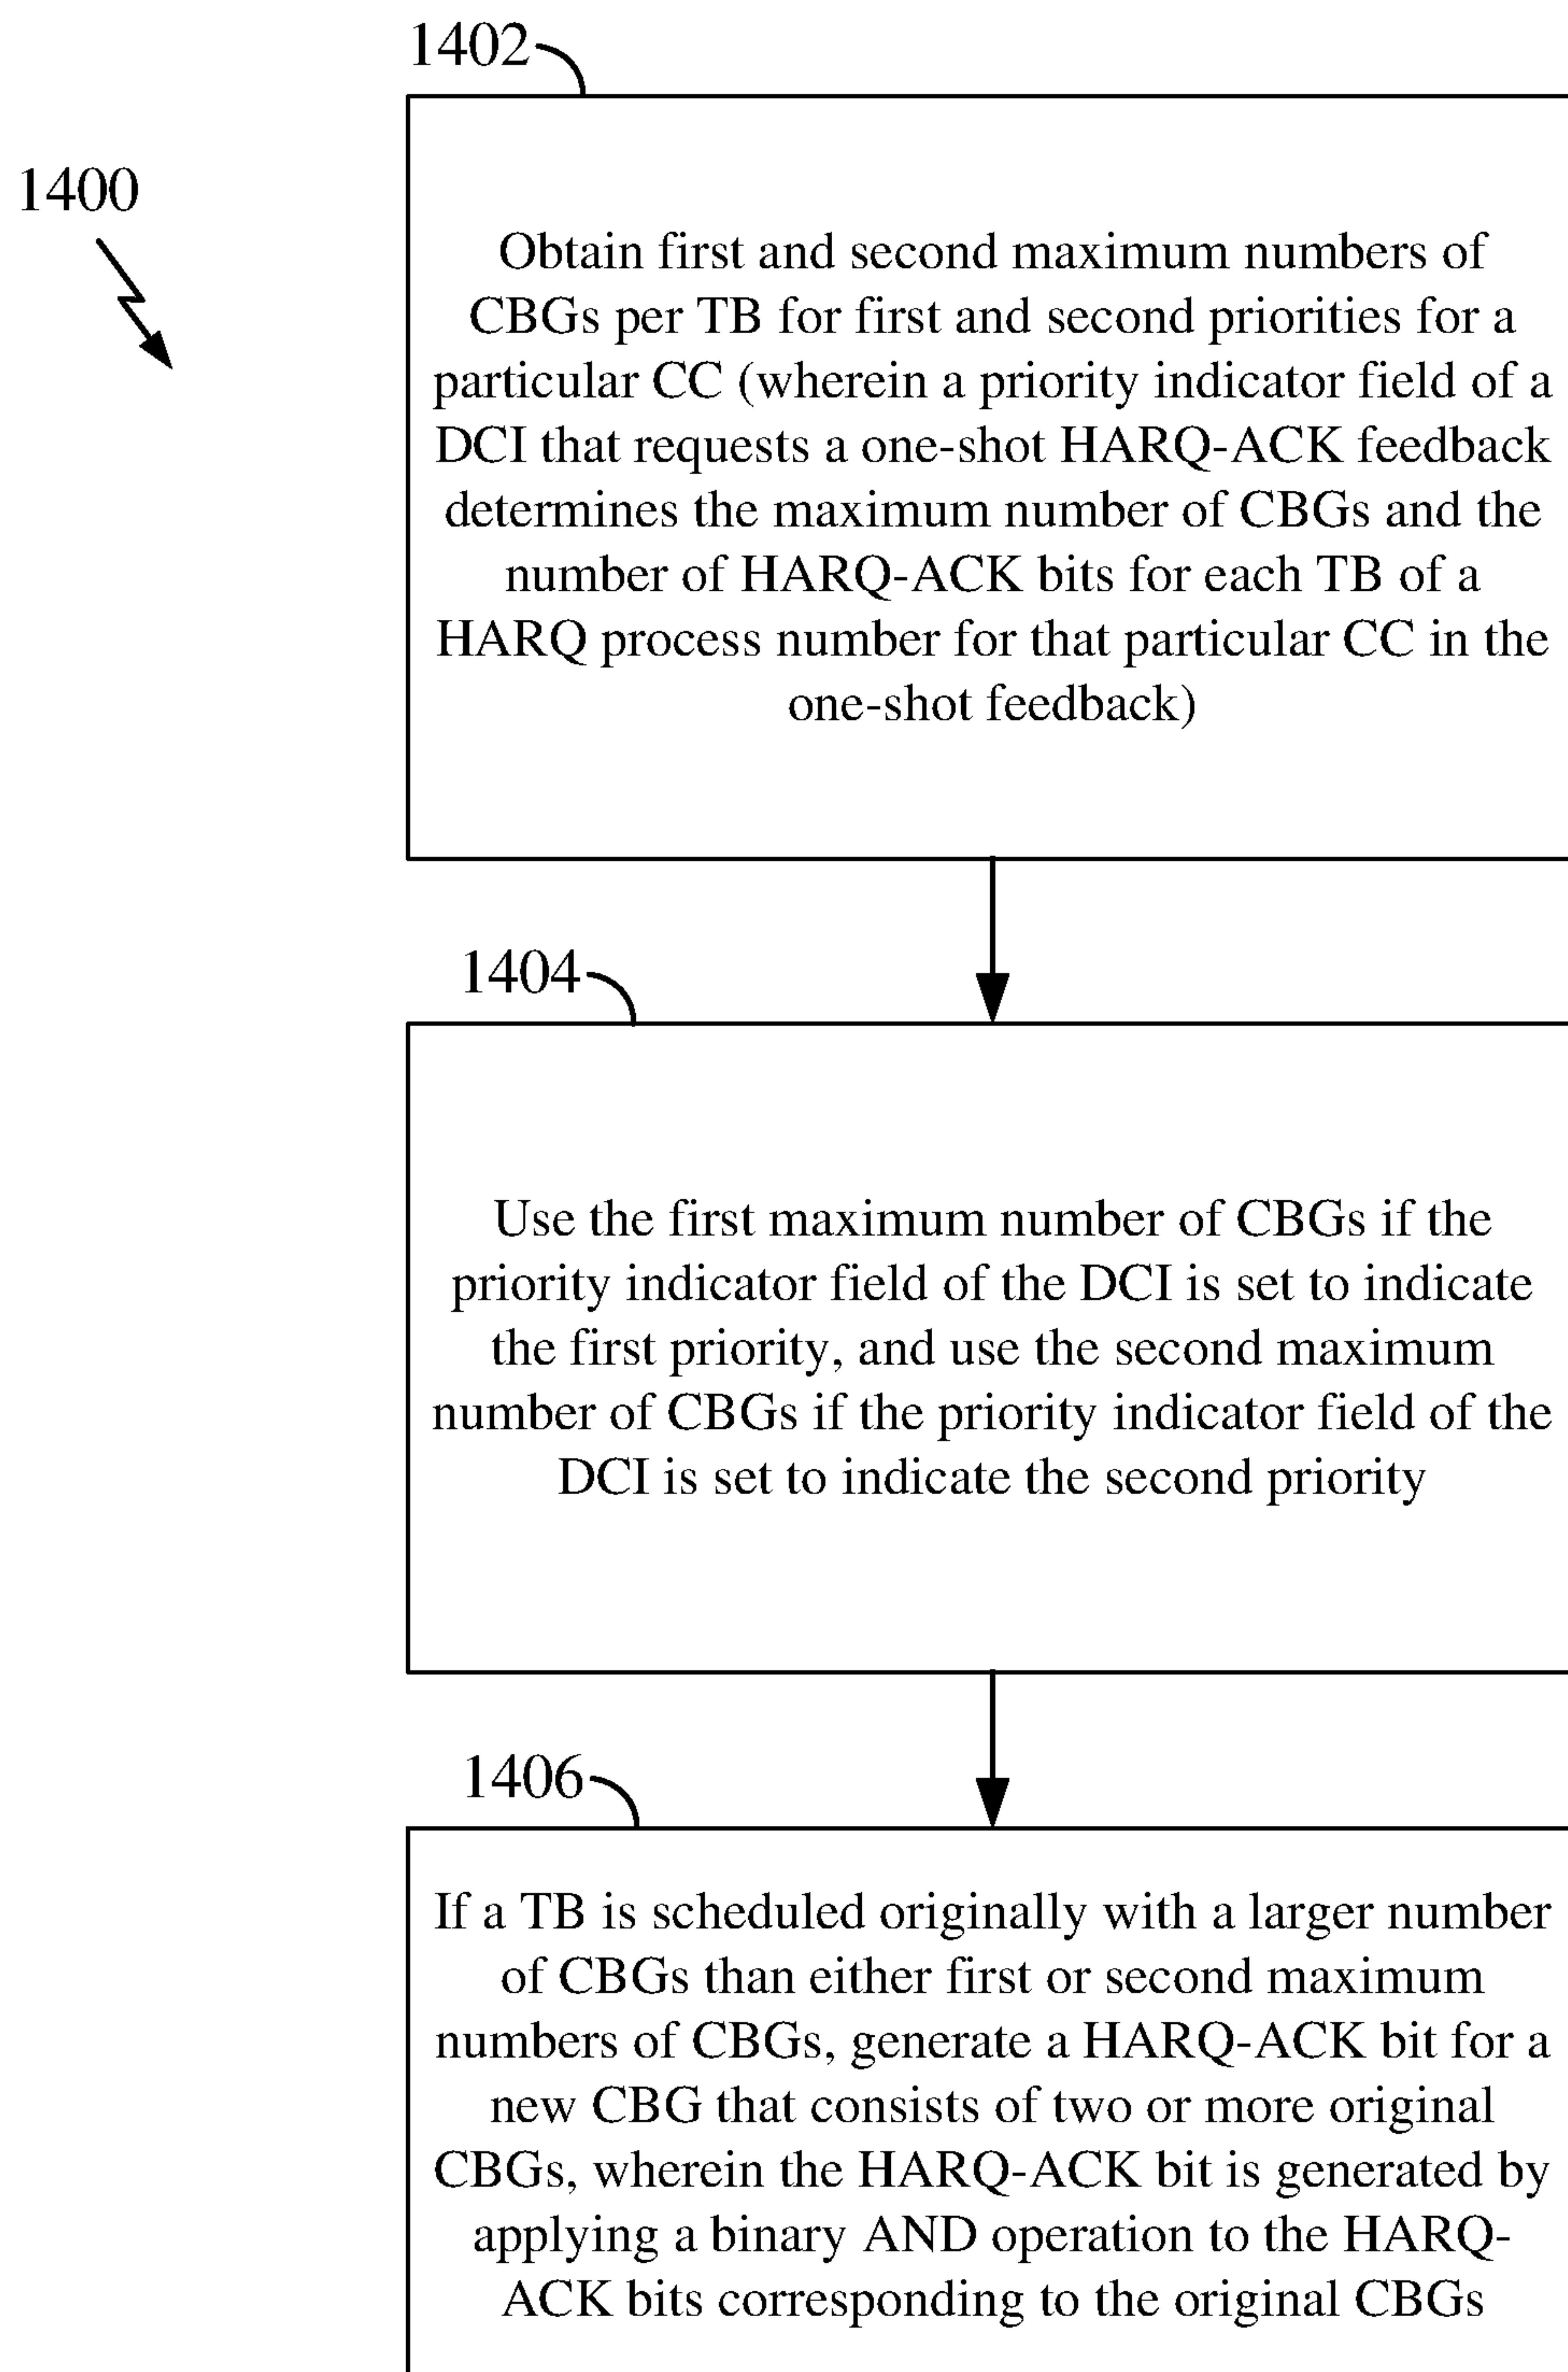 1402
1400
Obtain first and second maximum numbers of
CBGs per TB for first and second priorities for a
particular CC (wherein a priority indicator field of a
DCI that requests a one-shot HARQ-ACK feedback
determines the maximum number of CBGs and the
number of HARQ-ACK bits for each TB of a
HARQ process number for that particular CC in the
one-shot feedback)
1404
Use the first maximum number of CBGs if the
priority indicator field of the DCI is set to indicate
the first priority, and use the second maximum
number of CBGs if the priority indicator field of the
DCI is set to indicate the second priority
1406
If a TB is scheduled originally with a larger number
of CBGs than either first or second maximum
numbers of CBGs, generate a HARQ-ACK bit for a
new CBG that consists of two or more original
CBGs, wherein the HARQ-ACK bit is generated by
applying a binary AND operation to the HARQ-
ACK bits corresponding to the original CBGs